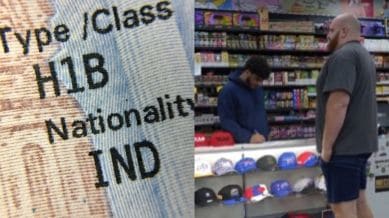 Type /Class
H1B
Nationality
IND